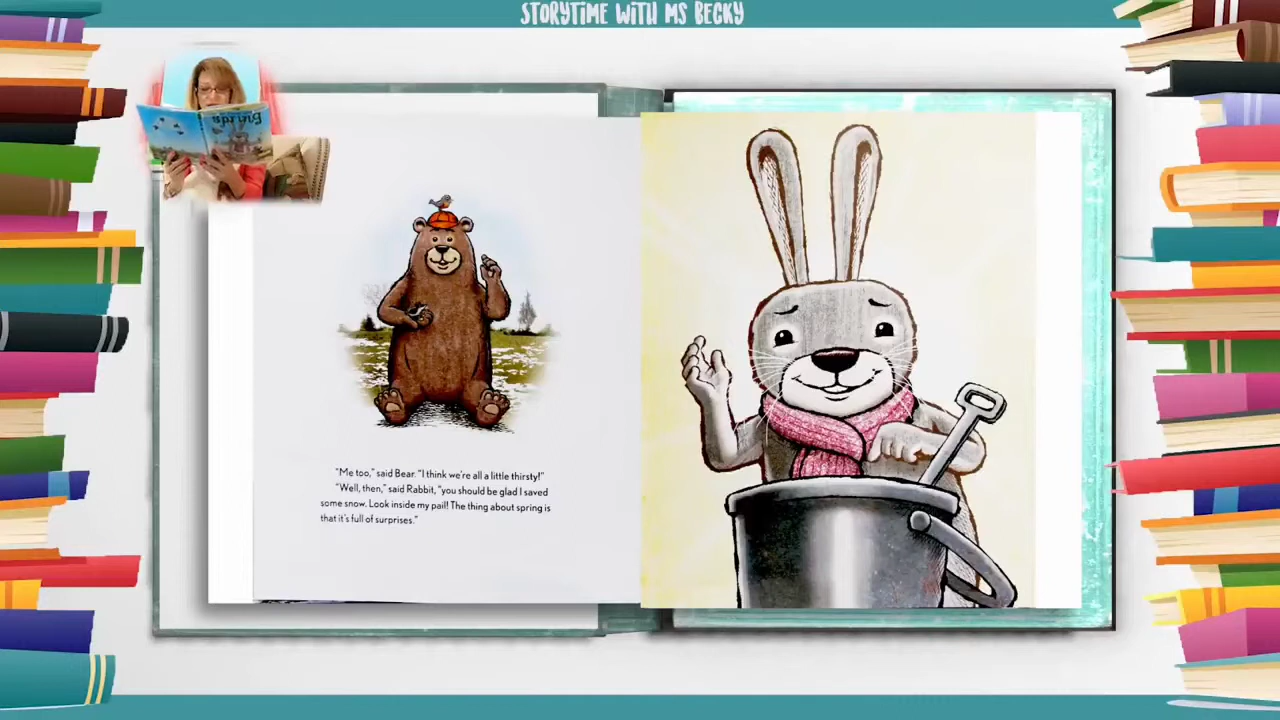 STORYTIME WITH MS BECKY
Spring
"Me too," said Bear. "I think we're all a little thirsty!"
"Well, then," said Rabbit, "you should be glad I saved
some snow. Look inside my pail! The thing about spring is
that it's full of surprises."